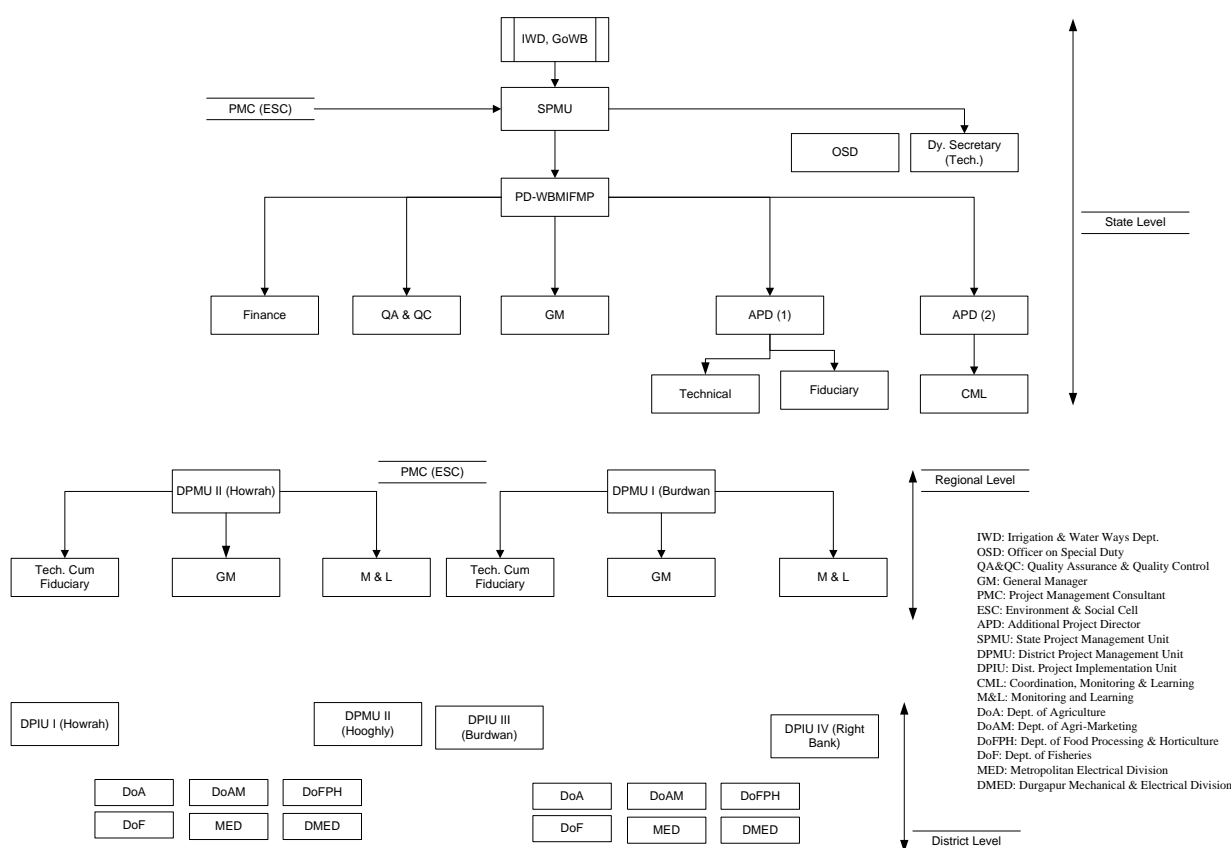 IWD, GoWB
PMC (ESC)
SPMU
OSD
Dy. Secretary
(Tech.)
PD-WBMIFMP
State Level
Finance
QA & QC
GM
APD (1)
APD (2)
Technical
Fiduciary
CML
PMC (ESC)
DPMU II (Howrah)
DPMU I (Burdwan
Regional Level
Tech. Cum
Fiduciary
GM
M & L
Tech. Cum
Fiduciary
GM
M & L
IWD: Irrigation & Water Ways Dept.
OSD: Officer on Special Duty
QA&QC: Quality Assurance & Quality Control
GM: General Manager
PMC: Project Management Consultant
ESC: Environment & Social Cell
APD: Additional Project Director
SPMU: State Project Management Unit
DPMU: District Project Management Unit
DPIU: Dist. Project Implementation Unit
CML: Coordination, Monitoring & Learning
M&L: Monitoring and Learning
DoA: Dept. of Agriculture
DoAM: Dept. of Agri-Marketing
DoFPH: Dept. of Food Processing & Horticulture
DoF: Dept. of Fisheries
MED: Metropolitan Electrical Division
DMED: Durgapur Mechanical & Electrical Division
DPIU I (Howrah)
DPMU II
(Hooghly)
DPIU III
(Burdwan)
DPIU IV (Right
Bank)
DoA
DoAM
DoFPH
DoA
DoAM
DoFPH
DoF
MED
DMED
DoF
MED
DMED
District Level